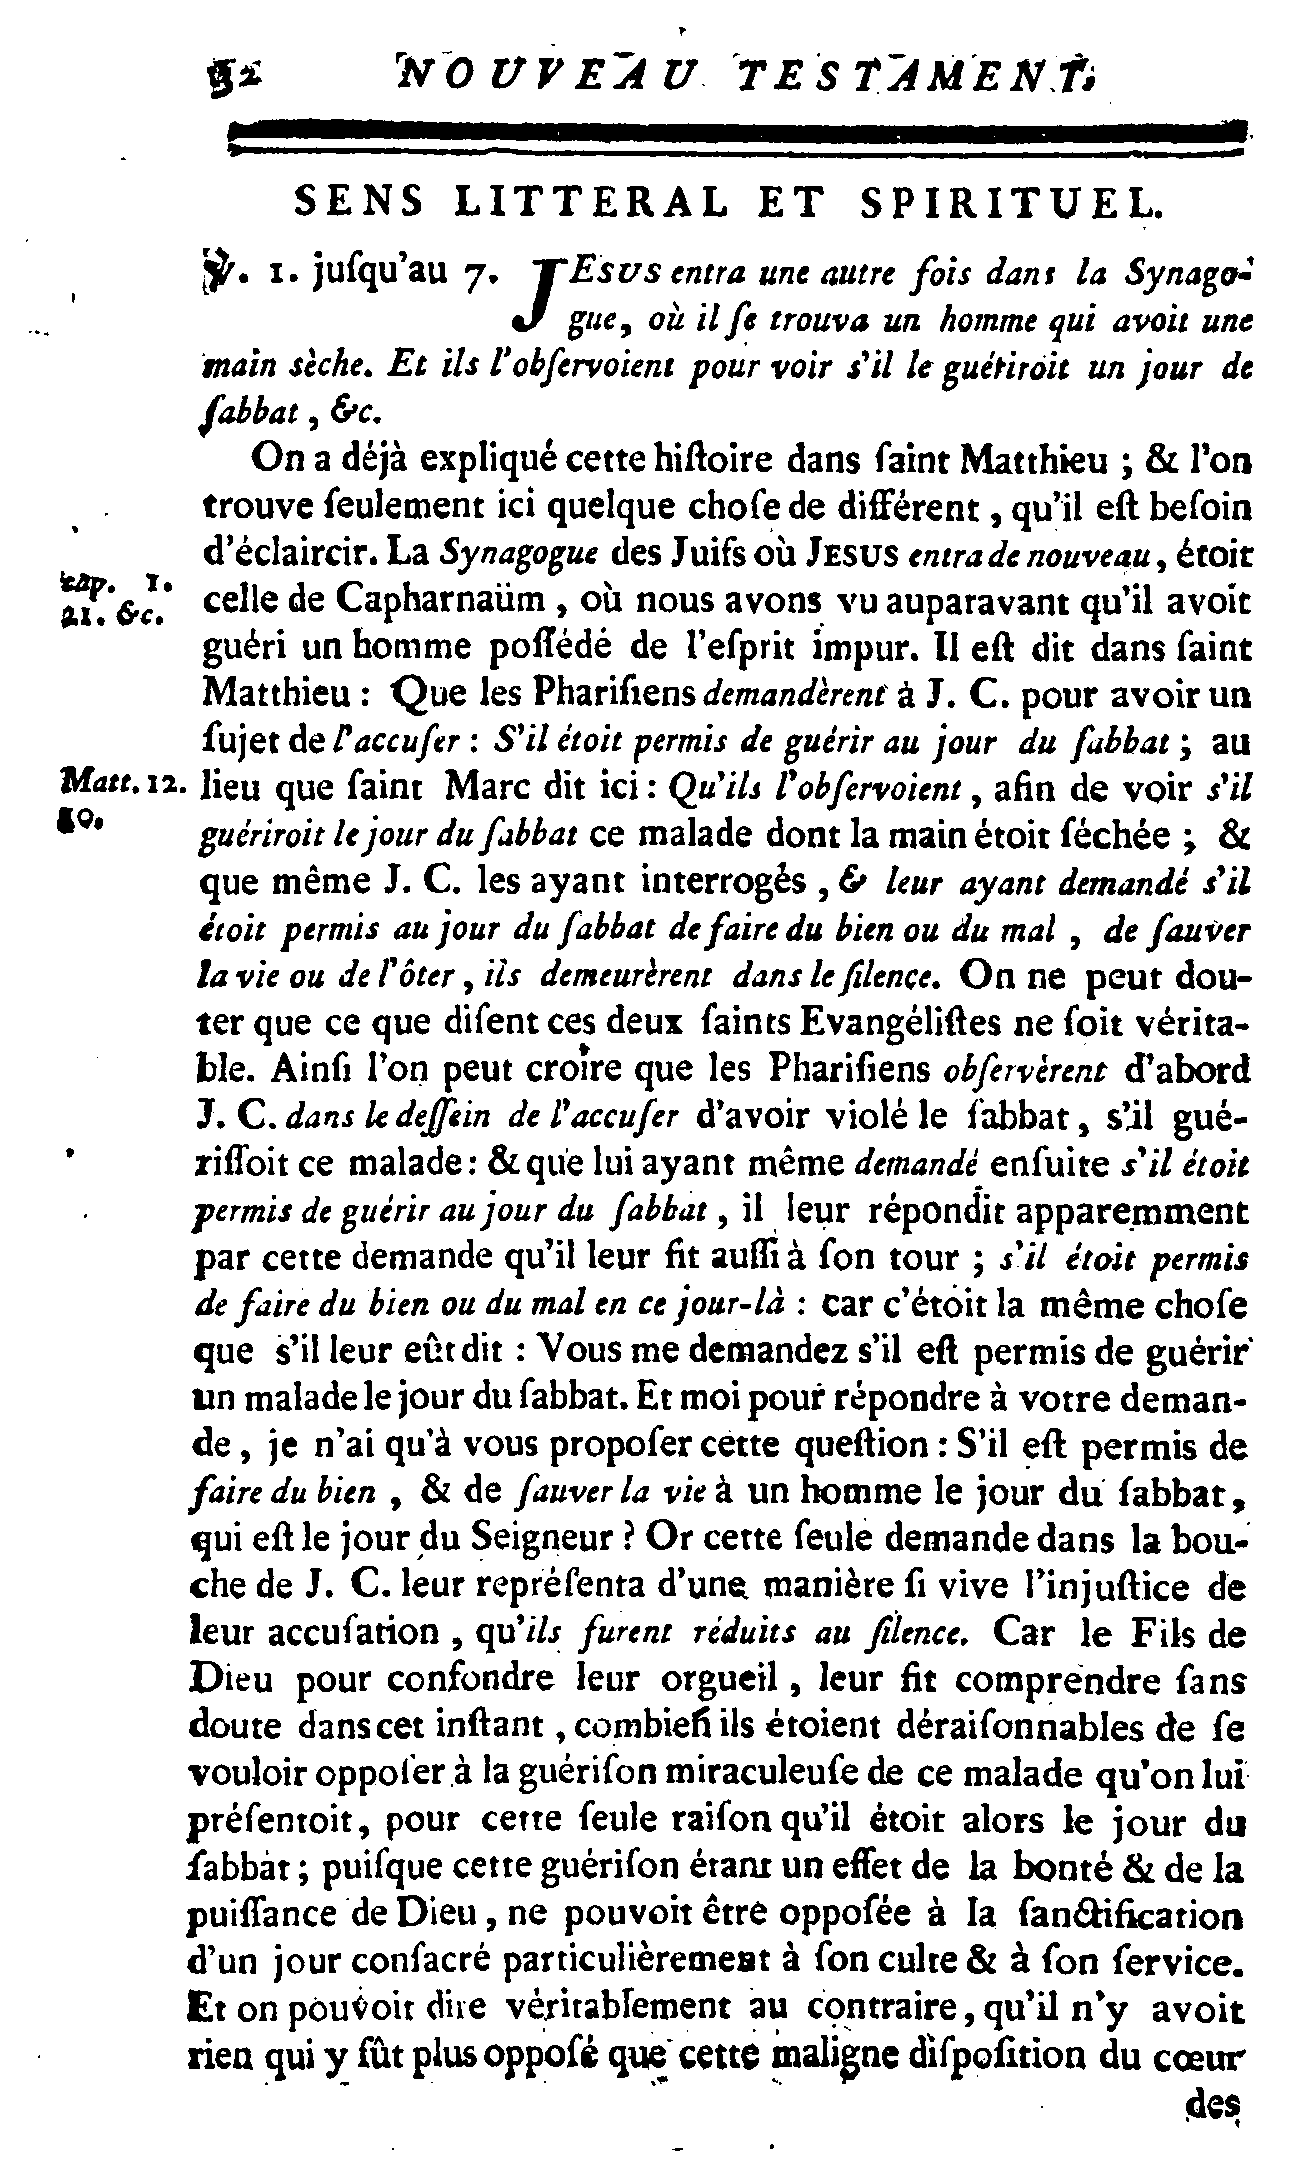 52 NOUVEAU TESTAMENT,
SENS LITTERAL ET SPIRITUEL.
℣. 1. juſqu'au 7. JEsus entra une autre fois dans la Synago-
gue, où il ſe trouva un homme qui avoit une
main sèche. Et ils l'obſervoient pour voir s'il le guériroit un jour de
ſabbat, &c.
On a déjà expliqué cette hiſtoire dans ſaint Matthieu ; & l'on
trouve ſeulement ici quelque choſe de différent, qu'il eſt beſoin
d'éclaircir. La Synagogue des Juifs où JESUS entra de nouveau, étoit
cap. 1.
21. &c.
celle de Capharnaüm, où nous avons vu auparavant qu'il avoit
guéri un homme poſſédé de l'eſprit impur. Il eſt dit dans ſaint
Matthieu : Que les Phariſiens demandèrent à J. C. pour avoir un
ſujet de l'accuſer : S'il étoit permis de guérir au jour du ſabbat ; au
Matt. 12.
10.
lieu que ſaint Marc dit ici : Qu'ils l'obſervoient, afin de voir s'il
guériroit le jour du ſabbat ce malade dont la main étoit ſéchée ; &
que même J. C. les ayant interrogés, & leur ayant demandé s'il
étoit permis au jour du ſabbat de faire du bien ou du mal, de ſauver
la vie ou de l'ôter, ils demeurèrent dans le ſilence. On ne peut dou-
ter que ce que diſent ces deux ſaints Evangéliſtes ne ſoit vérita-
ble. Ainſi l'on peut croire que les Phariſiens obſervèrent d'abord
J. C. dans le deſſein de l'accuſer d'avoir violé le ſabbat, s'il gué-
riſſoit ce malade : & que lui ayant même demandé enſuite s'il étoit
permis de guérir au jour du ſabbat, il leur répondit apparemment
par cette demande qu'il leur fit auſſi à ſon tour ; s'il étoit permis
de faire du bien ou du mal en ce jour-là : car c'étoit la même choſe
que s'il leur eût dit : Vous me demandez s'il eſt permis de guérir
un malade le jour du ſabbat. Et moi pour répondre à votre deman-
de, je n'ai qu'à vous propoſer cette queſtion : S'il eſt permis de
faire du bien, & de ſauver la vie à un homme le jour du ſabbat,
qui eſt le jour du Seigneur ? Or cette ſeule demande dans la bou-
che de J. C. leur repréſenta d'une manière ſi vive l'injuſtice de
leur accuſation, qu'ils furent réduits au ſilence. Car le Fils de
Dieu pour confondre leur orgueil, leur fit comprendre ſans
doute dans cet inſtant, combien ils étoient déraiſonnables de ſe
vouloir oppoſer à la guériſon miraculeuſe de ce malade qu'on lui
préſentoit, pour cette ſeule raiſon qu'il étoit alors le jour du
ſabbat ; puiſque cette guériſon étant un effet de la bonté & de la
puiſſance de Dieu, ne pouvoit être oppoſée à la ſanctification
d'un jour conſacré particulièrement à ſon culte & à ſon ſervice.
Et on pouvoit dire véritablement au contraire, qu'il n'y avoit
rien qui y fût plus oppoſé que cette maligne diſpoſition du cœur
des